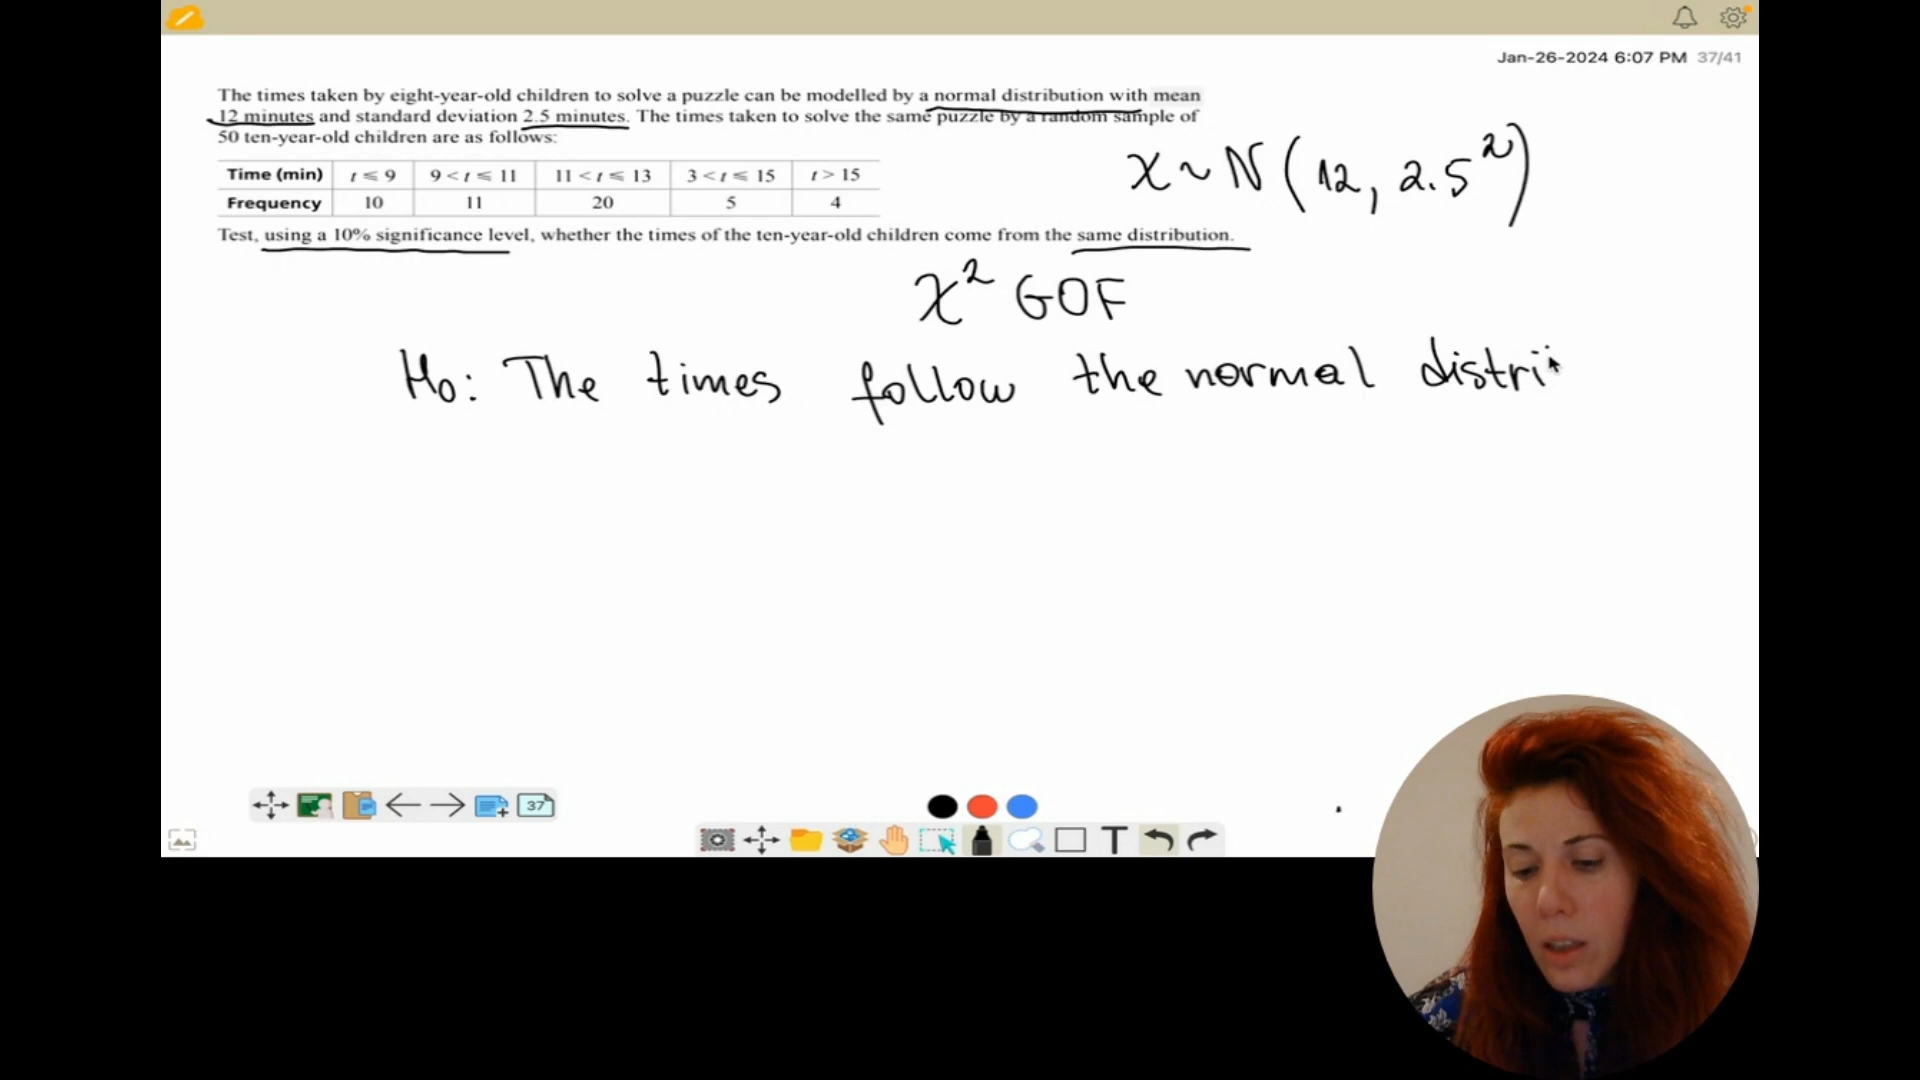 Jan-26-2024 6:07 PM 37/41
The times taken by eight-year-old children to solve a puzzle can be modelled by a normal distribution with mean
12 minutes and standard deviation 2.5 minutes. The times taken to solve the same puzzle by a random sample of
50 ten-year-old children are as follows:
Time (min) t ⩽ 9 9 < t ⩽ 11 11 < t ⩽ 13 3 < t ⩽ 15 t > 15
Frequency 10 11 20 5 4
x ~ N (12, 2.5²)
Test, using a 10% significance level, whether the times of the ten-year-old children come from the same distribution.
χ² GOF
H₀: The times follow the normal distri
37
T